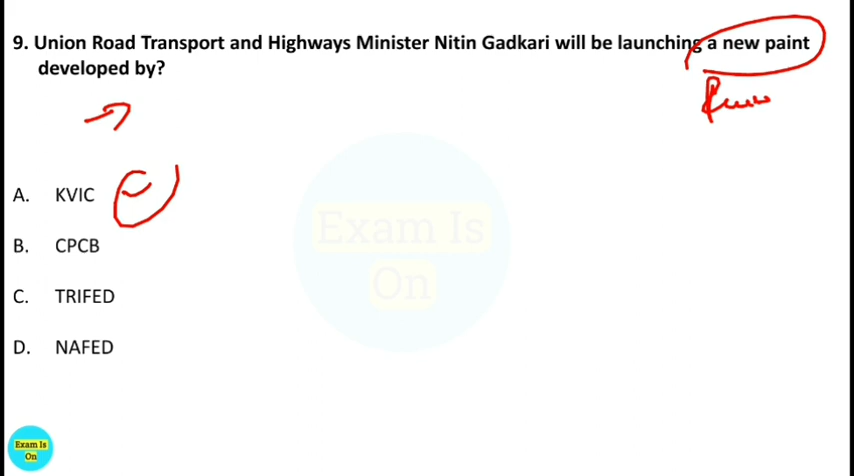 9. Union Road Transport and Highways Minister Nitin Gadkari will be launching a new paint
developed by?
A. KVIC
B. CPCB
C. TRIFED
D. NAFED
Exam Is
On
Exam Is
On